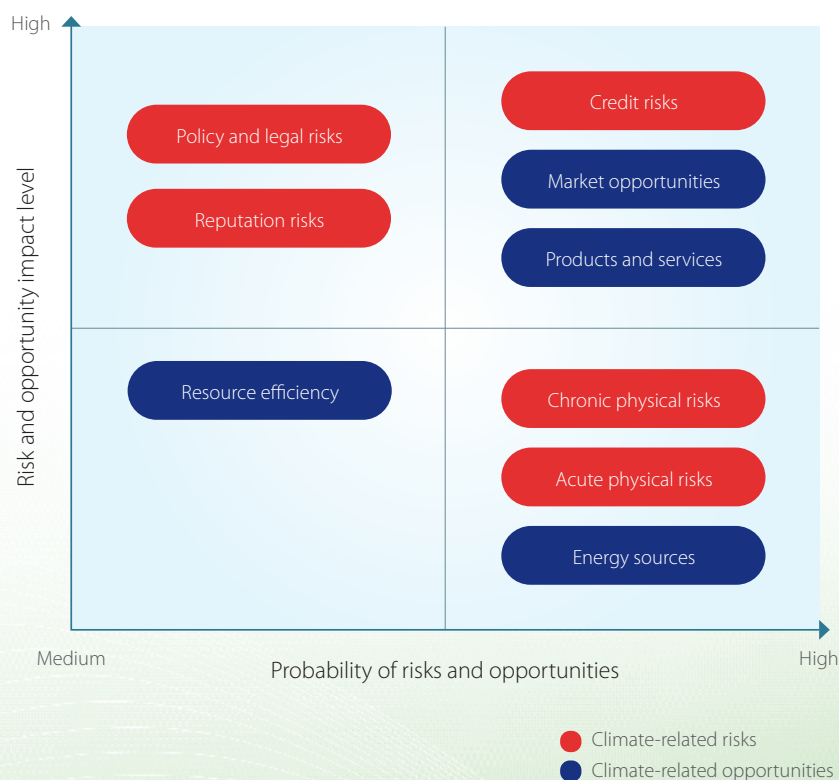 High
Risk and opportunity impact level
Policy and legal risks
Reputation risks
Credit risks
Market opportunities
Products and services
Resource efficiency
Chronic physical risks
Acute physical risks
Energy sources
Medium
Probability of risks and opportunities
High
Climate-related risks
Climate-related opportunities